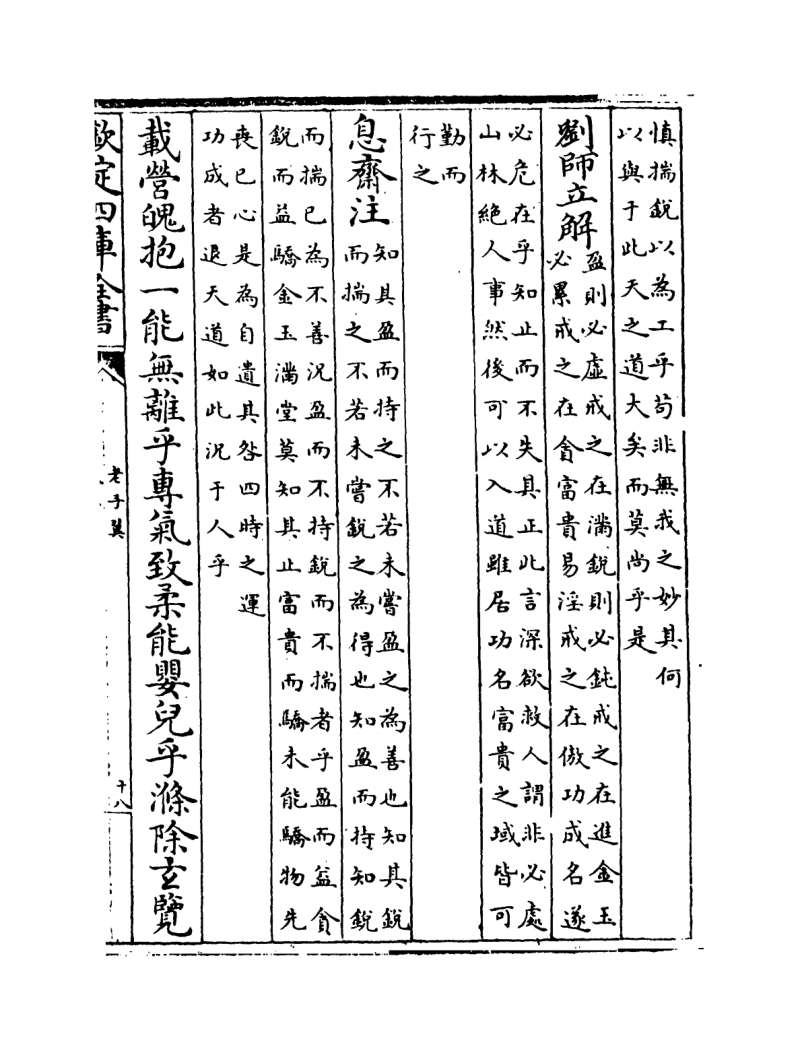 慎揣銳以為工乎苟非無我之妙其何
以與于此天之道大矣而莫尚乎是
劉師立解
盈則必虛戒之在滿銳則必鈍戒之在進金玉
必累戒之在貪富貴易淫戒之在傲功成名遂
必危在乎知止而不失其正此言深欲救人謂非必處
山林絶人事然後可以入道雖居功名富貴之域皆可
勤而
行之
息齋注
知其盈而持之不若未嘗盈之為善也知其銳
而揣之不若未嘗銳之為得也知盈而持知銳
而揣已為不善況盈而不持銳而不揣者乎盈而益貪
銳而益驕金玉滿堂莫知其止富貴而驕未能驕物先
喪已心是為自遺其咎四時之運
功成者退天道如此況于人乎
載營魄抱一能無離乎專氣致柔能嬰兒乎滌除玄覽
欽定四庫全書
老子翼
十八